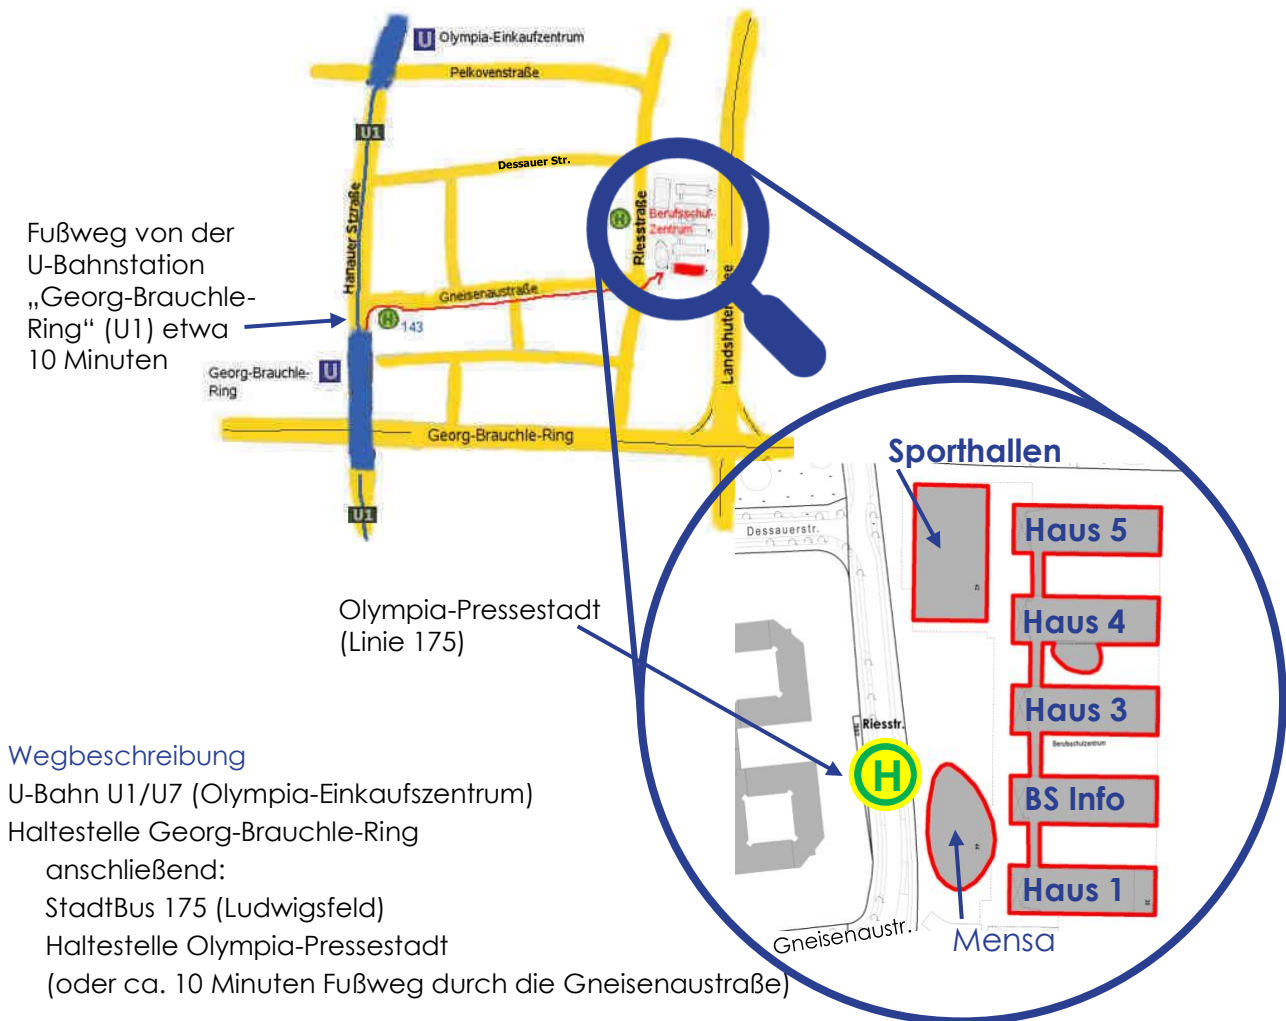 U Olympia-Einkaufzentrum
Pelkovenstraße
U1
Dessauer Str.
Hanauer Stzraße
Riesstraße
H
Berufsschul-
Zentrum
Fußweg von der
U-Bahnstation
„Georg-Brauchle-
Ring“ (U1) etwa
10 Minuten
Gneisenaustraße
H 143
Landshuter
Georg-Brauchle-
Ring
U
Georg-Brauchle-Ring
U1
Sporthallen
Dessauerstr.
Haus 5
Haus 4
Haus 3
Berufsschulzentrum
BS Info
Haus 1
Riesstr.
H
Olympia-Pressestadt
(Linie 175)
Mensa
Gneisenaustr.
Wegbeschreibung
U-Bahn U1/U7 (Olympia-Einkaufszentrum)
Haltestelle Georg-Brauchle-Ring
anschließend:
StadtBus 175 (Ludwigsfeld)
Haltestelle Olympia-Pressestadt
(oder ca. 10 Minuten Fußweg durch die Gneisenaustraße)